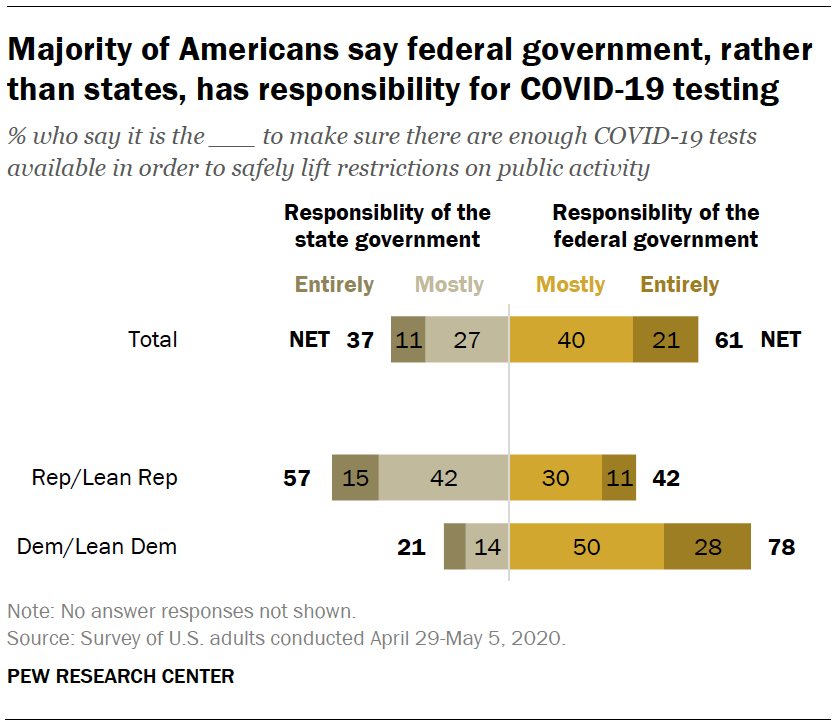 Majority of Americans say federal government, rather
than states, has responsibility for COVID-19 testing
% who say it is the ___ to make sure there are enough COVID-19 tests
available in order to safely lift restrictions on public activity
Responsiblity of the
state government
Responsiblity of the
federal government
Entirely Mostly Mostly Entirely
Total NET 37 11 27 40 21 61 NET
Rep/Lean Rep 57 15 42 30 11 42
Dem/Lean Dem 21 14 50 28 78
Note: No answer responses not shown.
Source: Survey of U.S. adults conducted April 29-May 5, 2020.
PEW RESEARCH CENTER